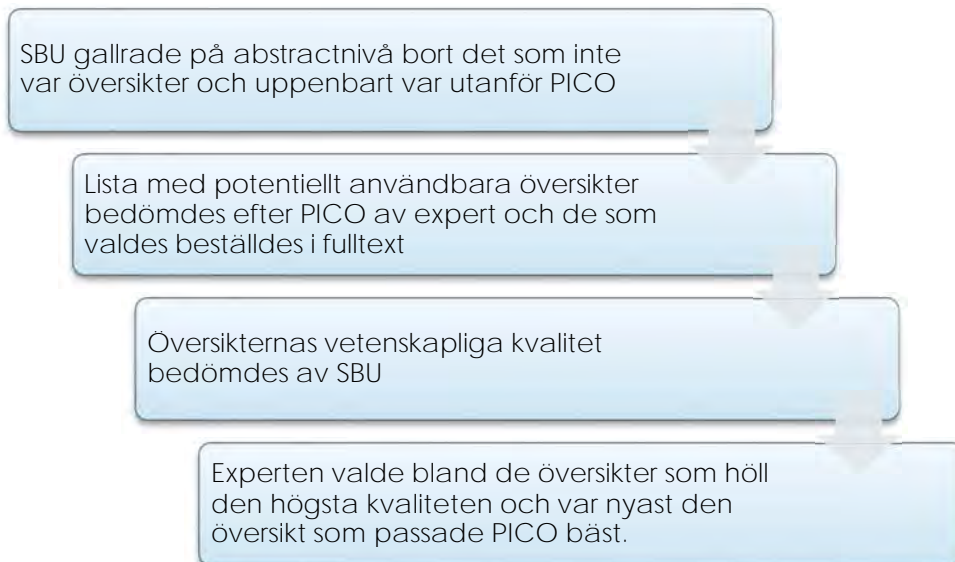 SBU gallrade på abstractnivå bort det som inte
var översikter och uppenbart var utanför PICO
Lista med potentiellt användbara översikter
bedömdes efter PICO av expert och de som
valdes beställdes i fulltext
Översikternas vetenskapliga kvalitet
bedömdes av SBU
Experten valde bland de översikter som höll
den högsta kvaliteten och var nyast den
översikt som passade PICO bäst.